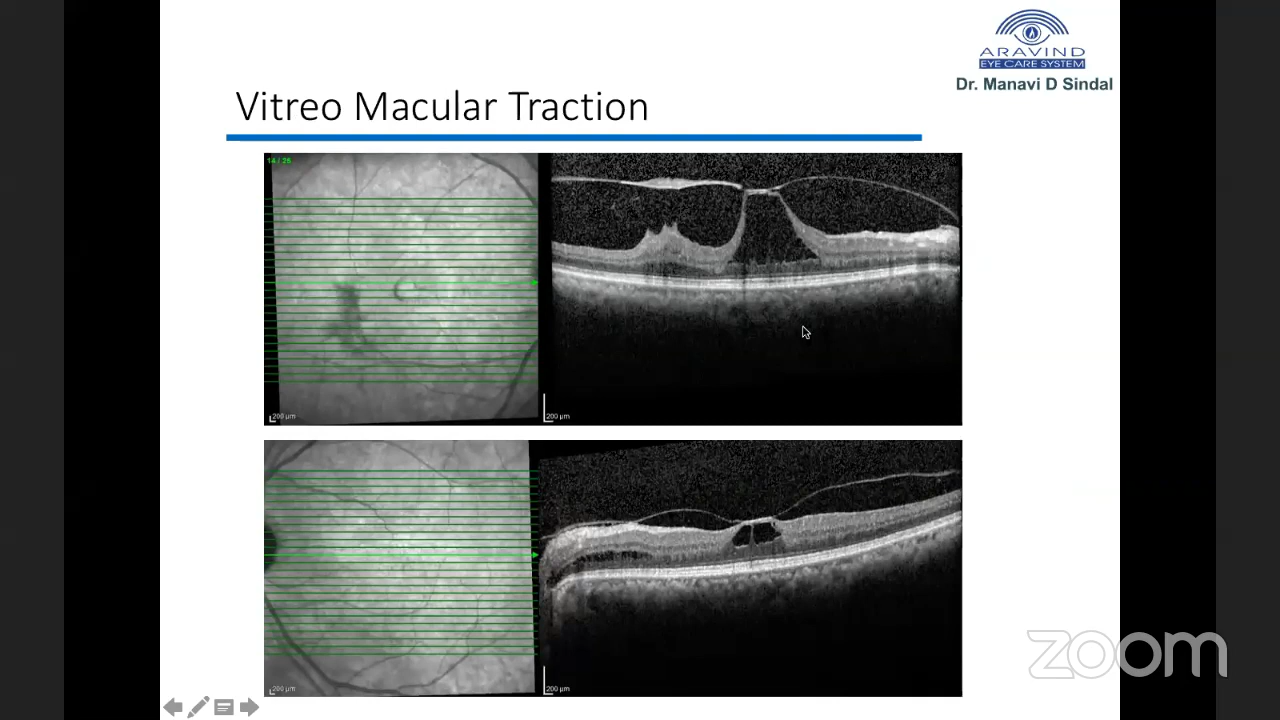 ARAVIND
EYE CARE SYSTEM
Dr. Manavi D Sindal
Vitreo Macular Traction
14 / 25
200 µm
200 µm
200 µm
200 µm
zoom